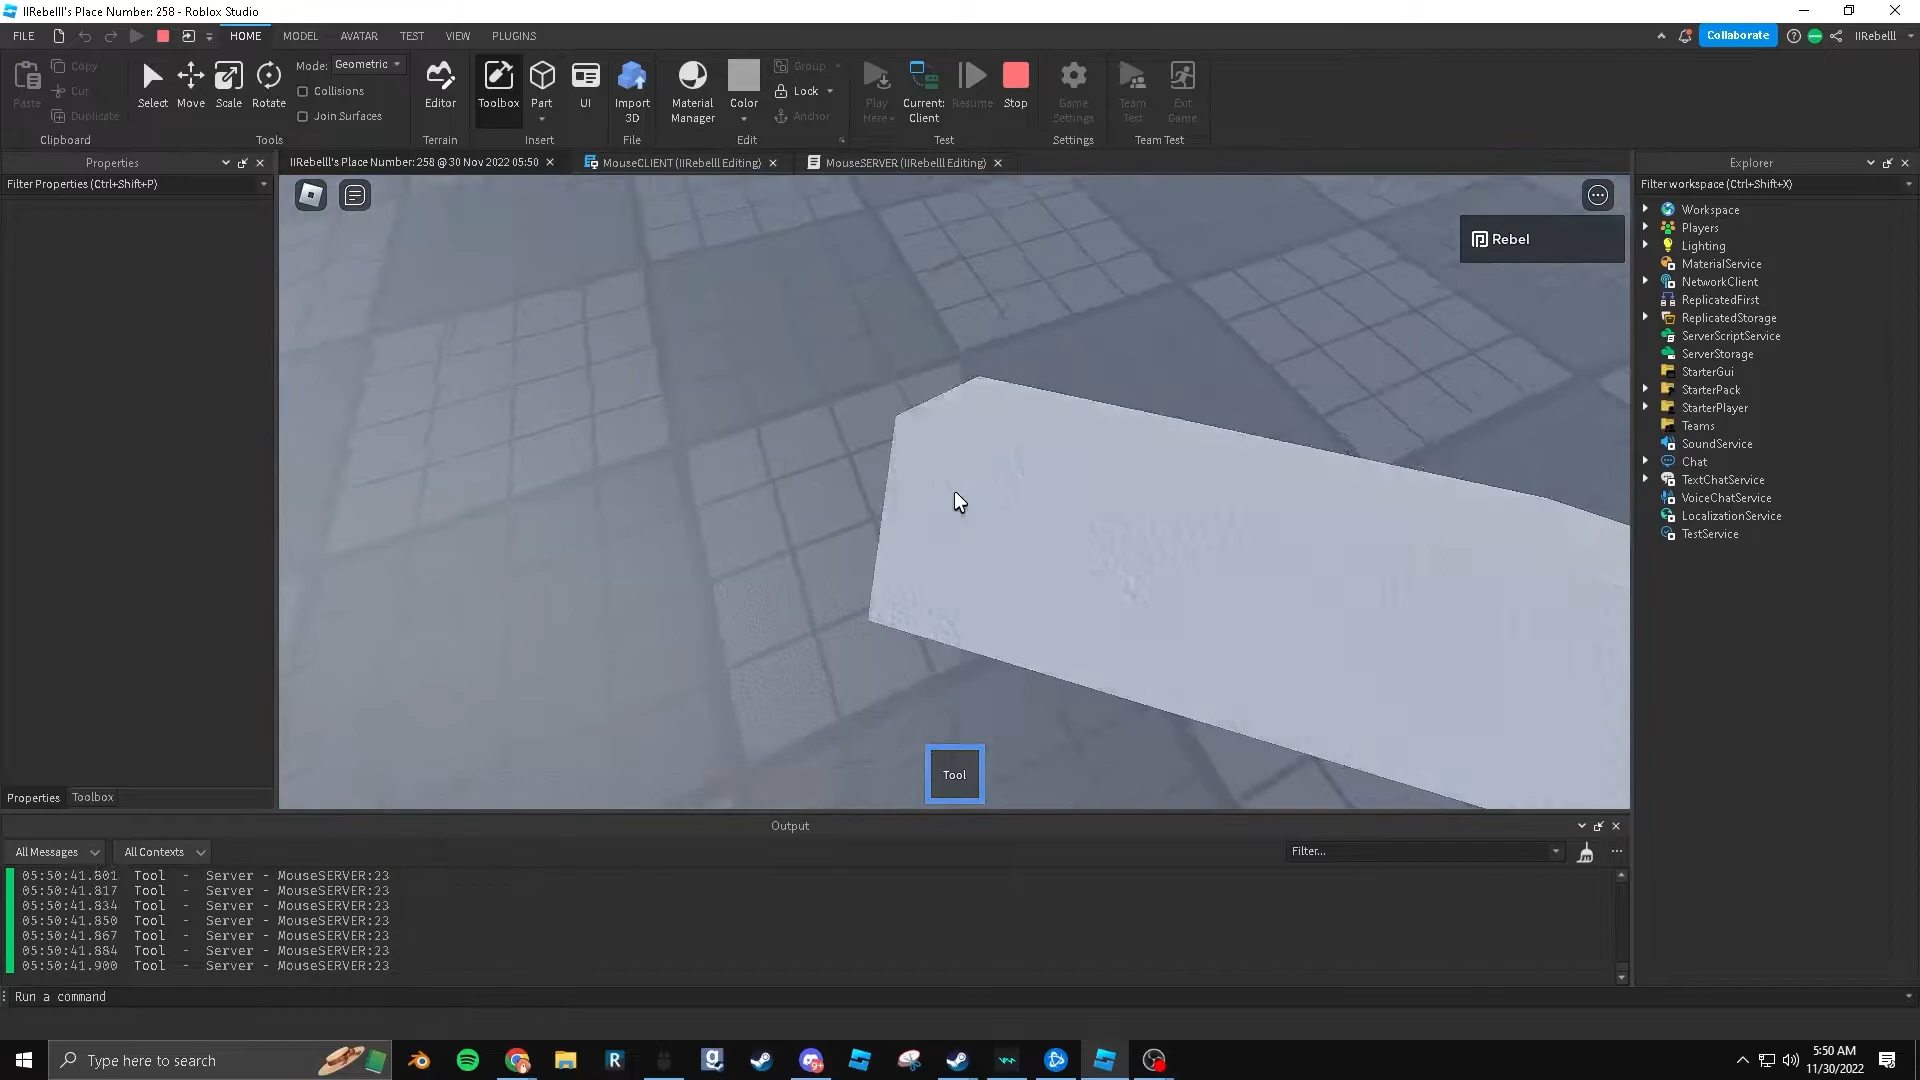 IIRebelll's Place Number: 258 - Roblox Studio
FILE HOME MODEL AVATAR TEST VIEW PLUGINS Collaborate IIRebelll
Paste Copy Cut Duplicate Clipboard
Select Move Scale Rotate Mode: Geometric Collisions Join Surfaces Tools
Editor Terrain
Toolbox Part UI Insert
Import 3D File
Material Manager Color Group Lock Anchor Edit
Play Here Current: Client Resume Stop Test
Game Settings Settings
Team Test Exit Game Team Test
Properties
Filter Properties (Ctrl+Shift+P)
IIRebelll's Place Number: 258 @ 30 Nov 2022 05:50
MouseCLIENT (IIRebelll Editing)
MouseSERVER (IIRebelll Editing)
Rebel
Tool
Explorer
Filter workspace (Ctrl+Shift+X)
Workspace
Players
Lighting
MaterialService
NetworkClient
ReplicatedFirst
ReplicatedStorage
ServerScriptService
ServerStorage
StarterGui
StarterPack
StarterPlayer
Teams
SoundService
Chat
TextChatService
VoiceChatService
LocalizationService
TestService
Properties Toolbox
Output
All Messages All Contexts Filter...
05:50:41.801 Tool - Server - MouseSERVER:23
05:50:41.817 Tool - Server - MouseSERVER:23
05:50:41.834 Tool - Server - MouseSERVER:23
05:50:41.850 Tool - Server - MouseSERVER:23
05:50:41.867 Tool - Server - MouseSERVER:23
05:50:41.884 Tool - Server - MouseSERVER:23
05:50:41.900 Tool - Server - MouseSERVER:23
Run a command
Type here to search
5:50 AM
11/30/2022